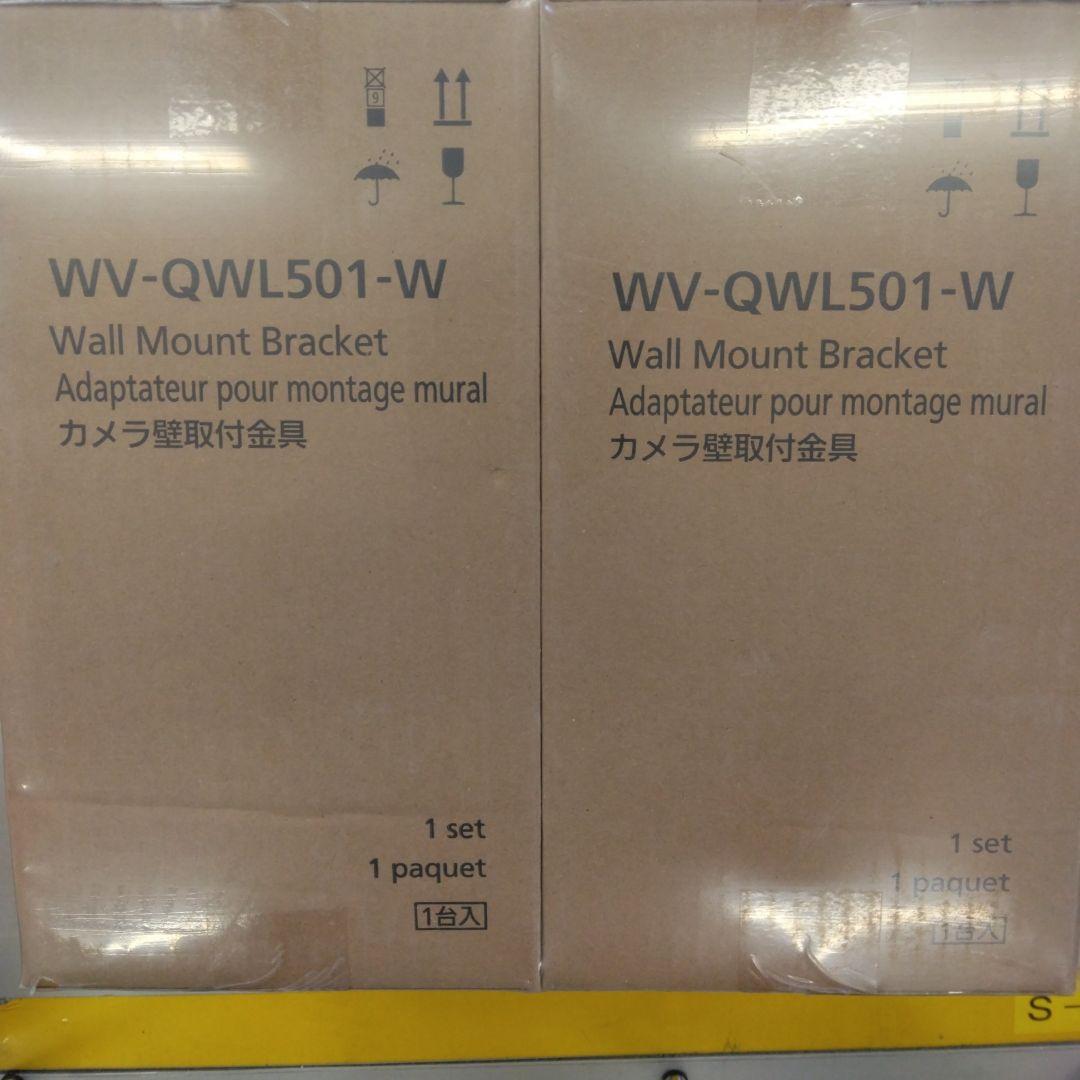 9
WV-QWL501-W
Wall Mount Bracket
Adaptateur pour montage mural
カメラ壁取付金具
1 set
1 paquet
1台入
WV-QWL501-W
Wall Mount Bracket
Adaptateur pour montage mural
カメラ壁取付金具
1 set
1 paquet
1台入
S-